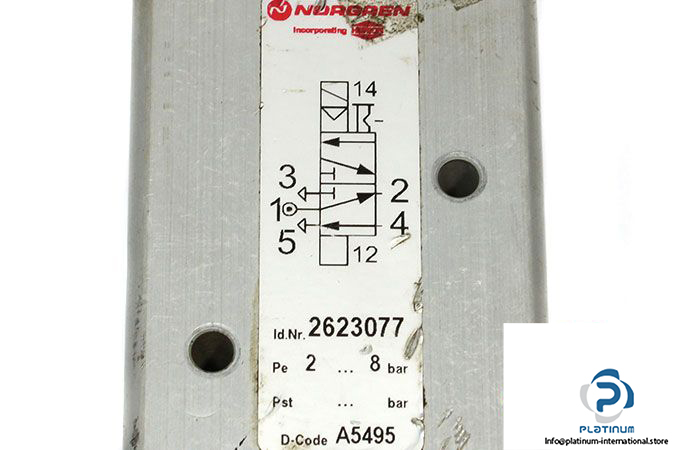 NORGREN
Incorporating HERION
14
3
2
1
4
5
12
Id.Nr. 2623077
Pe 2 ... 8 bar
Pst ... bar
D-Code A5495
PLATINUM
Info@platinum-international.store